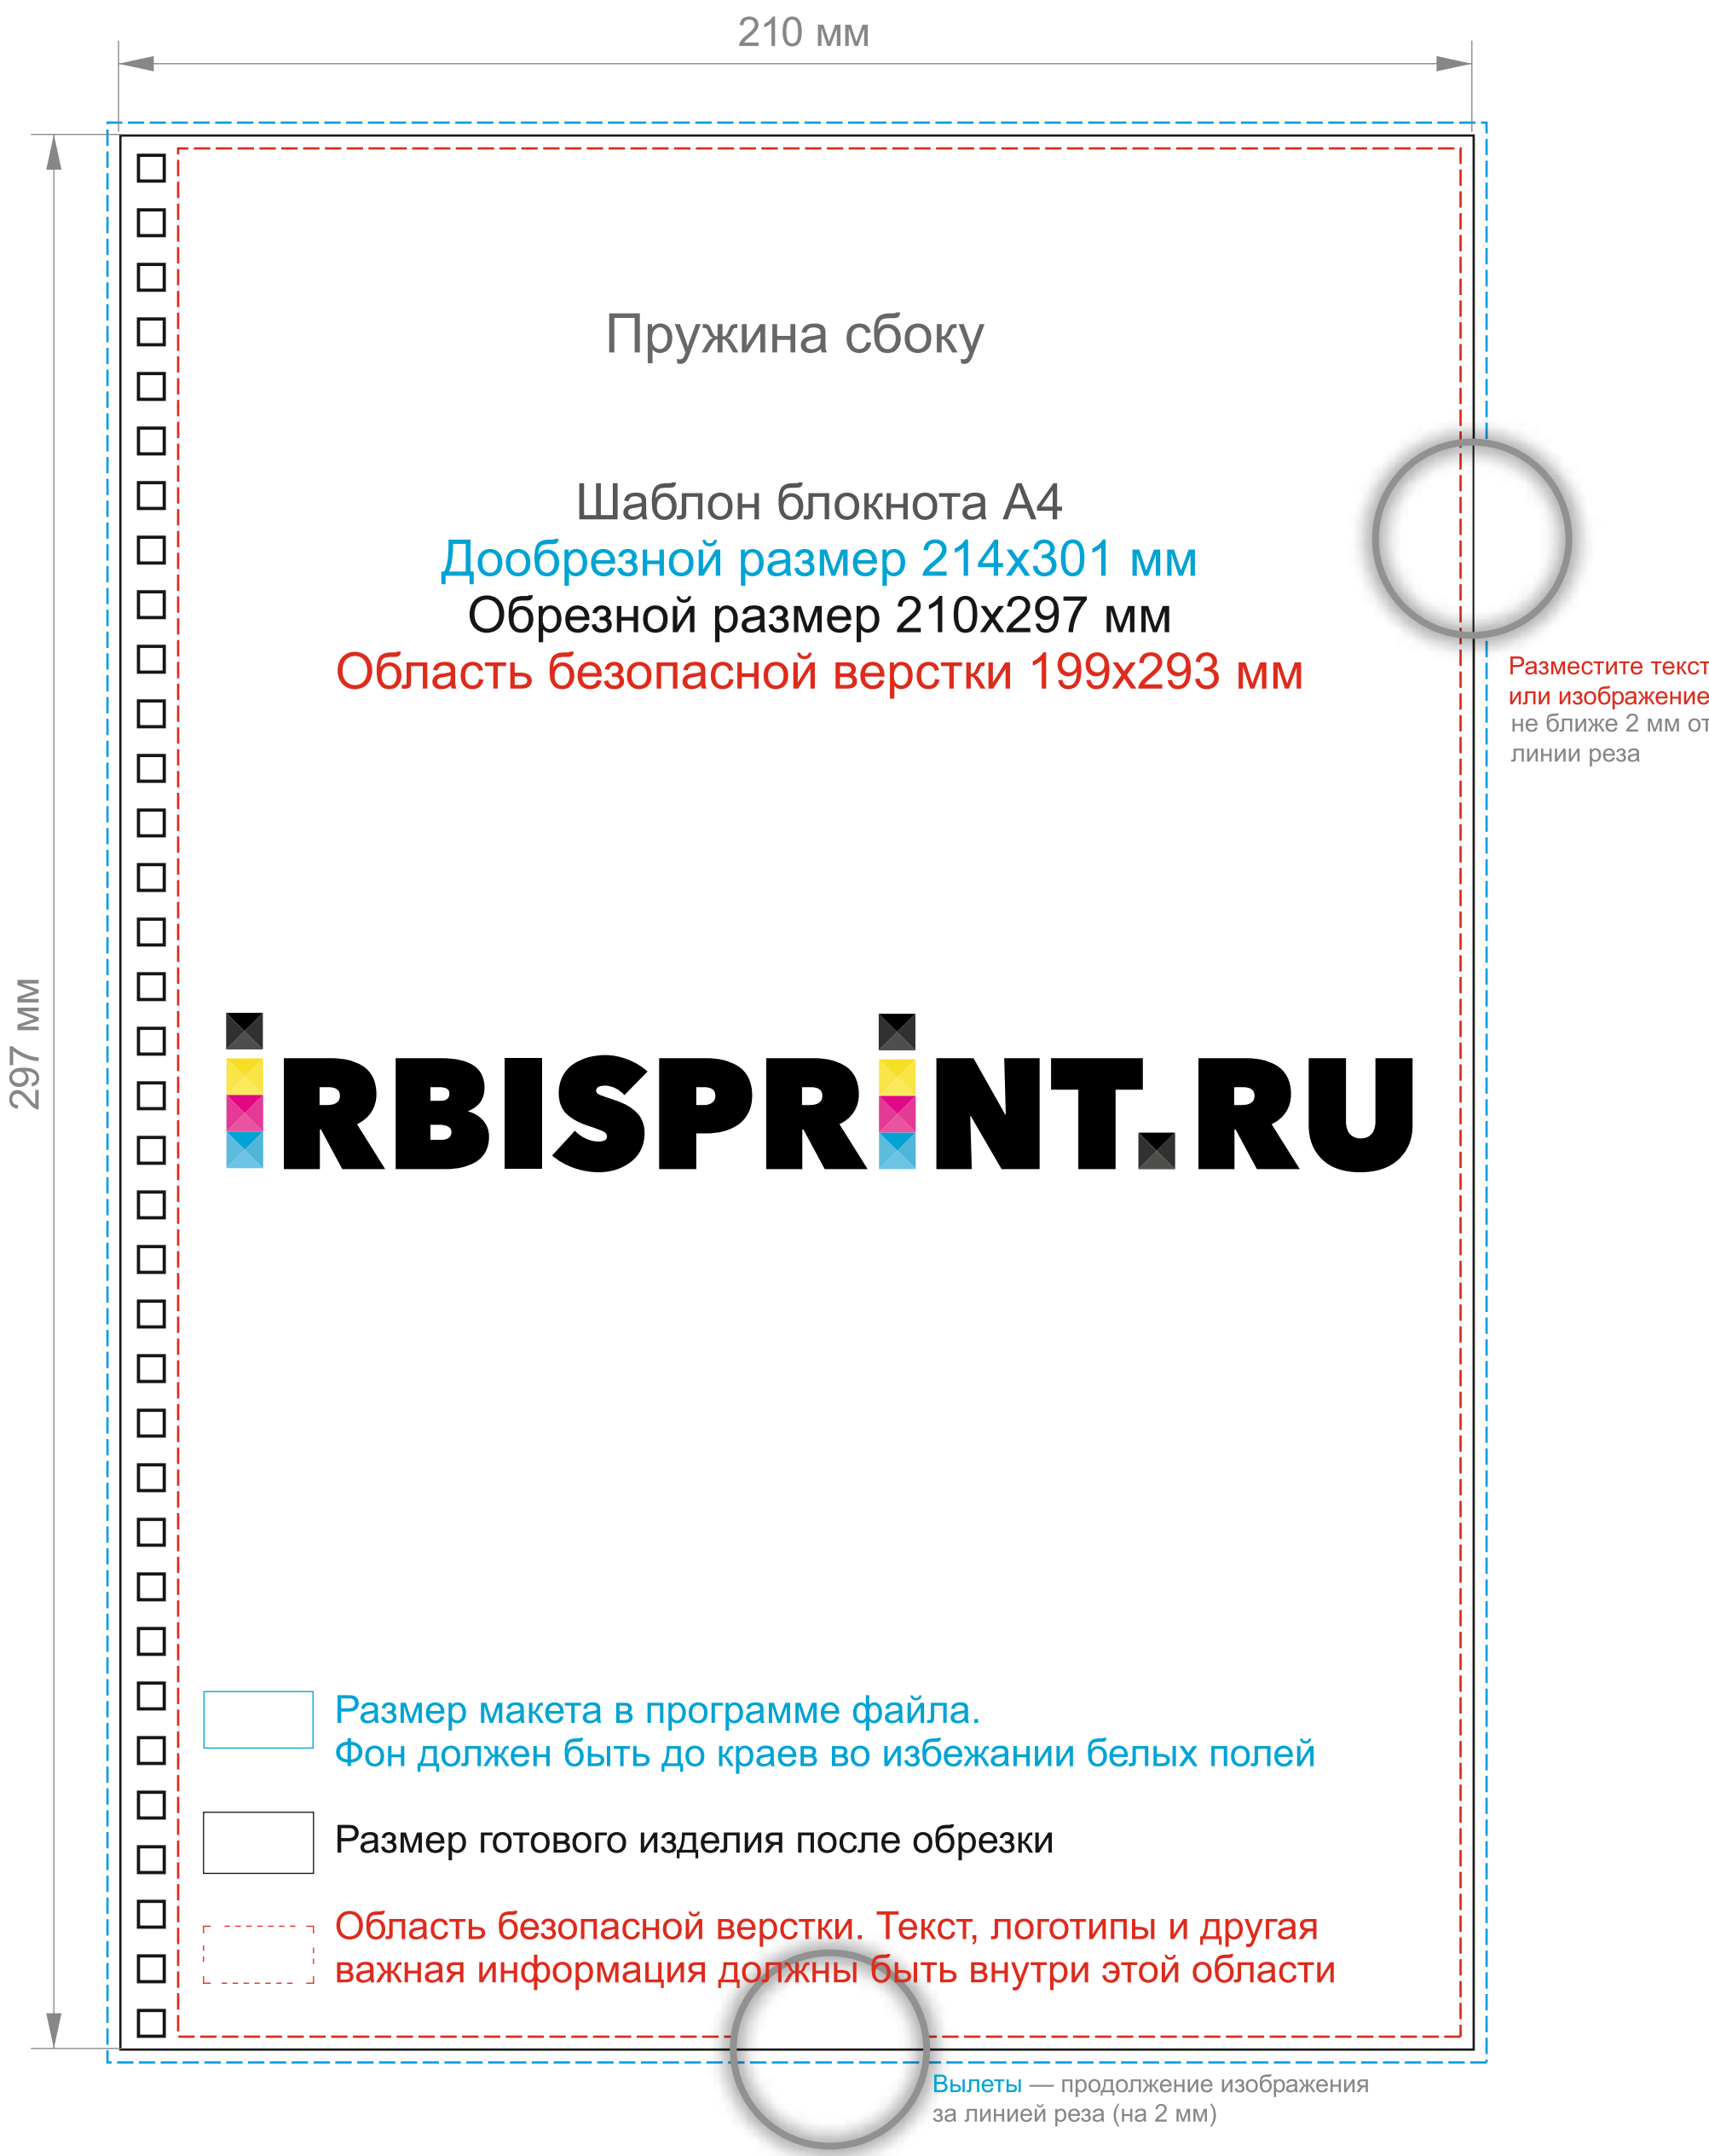 210 мм
Пружина сбоку
Шаблон блокнота А4
Дообрезной размер 214х301 мм
Обрезной размер 210х297 мм
Область безопасной верстки 199х293 мм
Разместите текст
или изображение
не ближе 2 мм от
линии реза
297 мм
iRBISPRiNT.RU
Размер макета в программе файла.
Фон должен быть до краев во избежании белых полей
Размер готового изделия после обрезки
Область безопасной верстки. Текст, логотипы и другая
важная информация должны быть внутри этой области
Вылеты — продолжение изображения
за линией реза (на 2 мм)